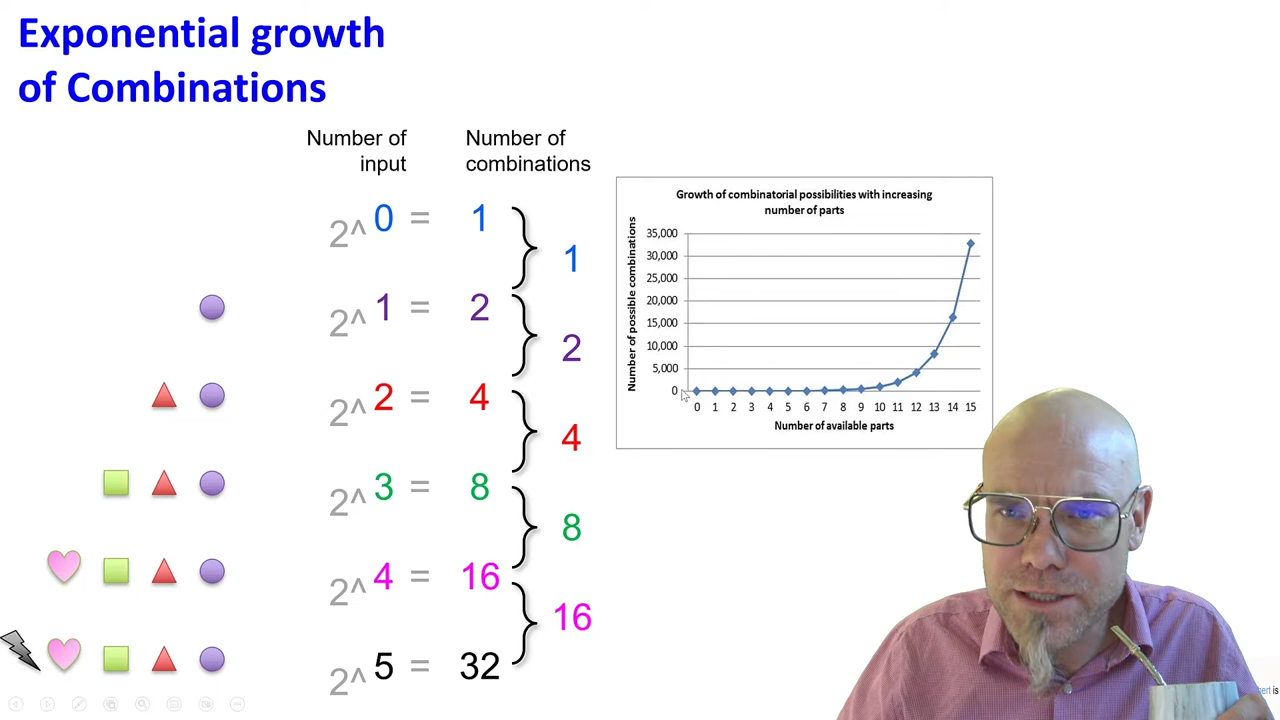 Exponential growth
of Combinations
Number of
input
Number of
combinations
2^ 0 = 1
1
2^ 1 = 2
2
2^ 2 = 4
4
2^ 3 = 8
8
2^ 4 = 16
16
2^ 5 = 32
Growth of combinatorial possibilities with increasing
number of parts
Number of possible combinations
35,000
30,000
25,000
20,000
15,000
10,000
5,000
0
0 1 2 3 4 5 6 7 8 9 10 11 12 13 14 15
Number of available parts
is